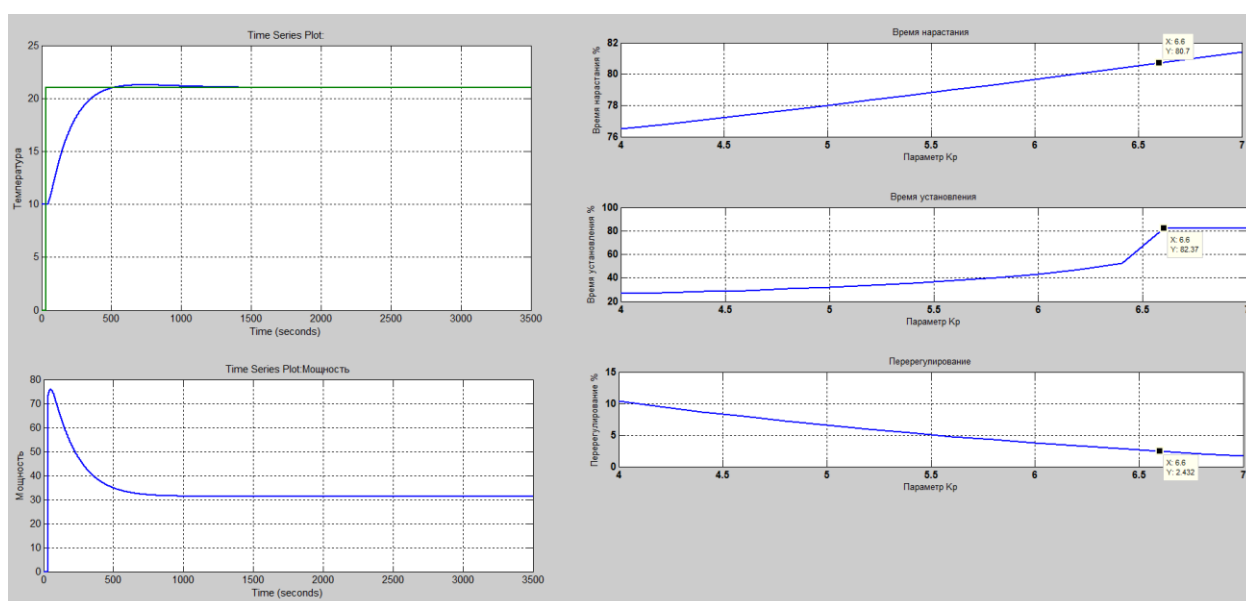 Time Series Plot:
25
20
15
10
5
0
Температура
0 500 1000 1500 2000 2500 3000 3500
Time (seconds)
Time Series Plot:Мощность
80
70
60
50
40
30
20
10
0
Мощность
0 500 1000 1500 2000 2500 3000 3500
Time (seconds)
Время нарастания
82
80
78
76
Время нарастания %
X: 6.6
Y: 80.7
4 4.5 5 5.5 6 6.5 7
Параметр Kp
Время установления
100
80
60
40
20
Время установления %
X: 6.6
Y: 82.37
4 4.5 5 5.5 6 6.5 7
Параметр Kp
Перерегулирование
15
10
5
0
Перерегулирование %
X: 6.6
Y: 2.432
4 4.5 5 5.5 6 6.5 7
Параметр Kp